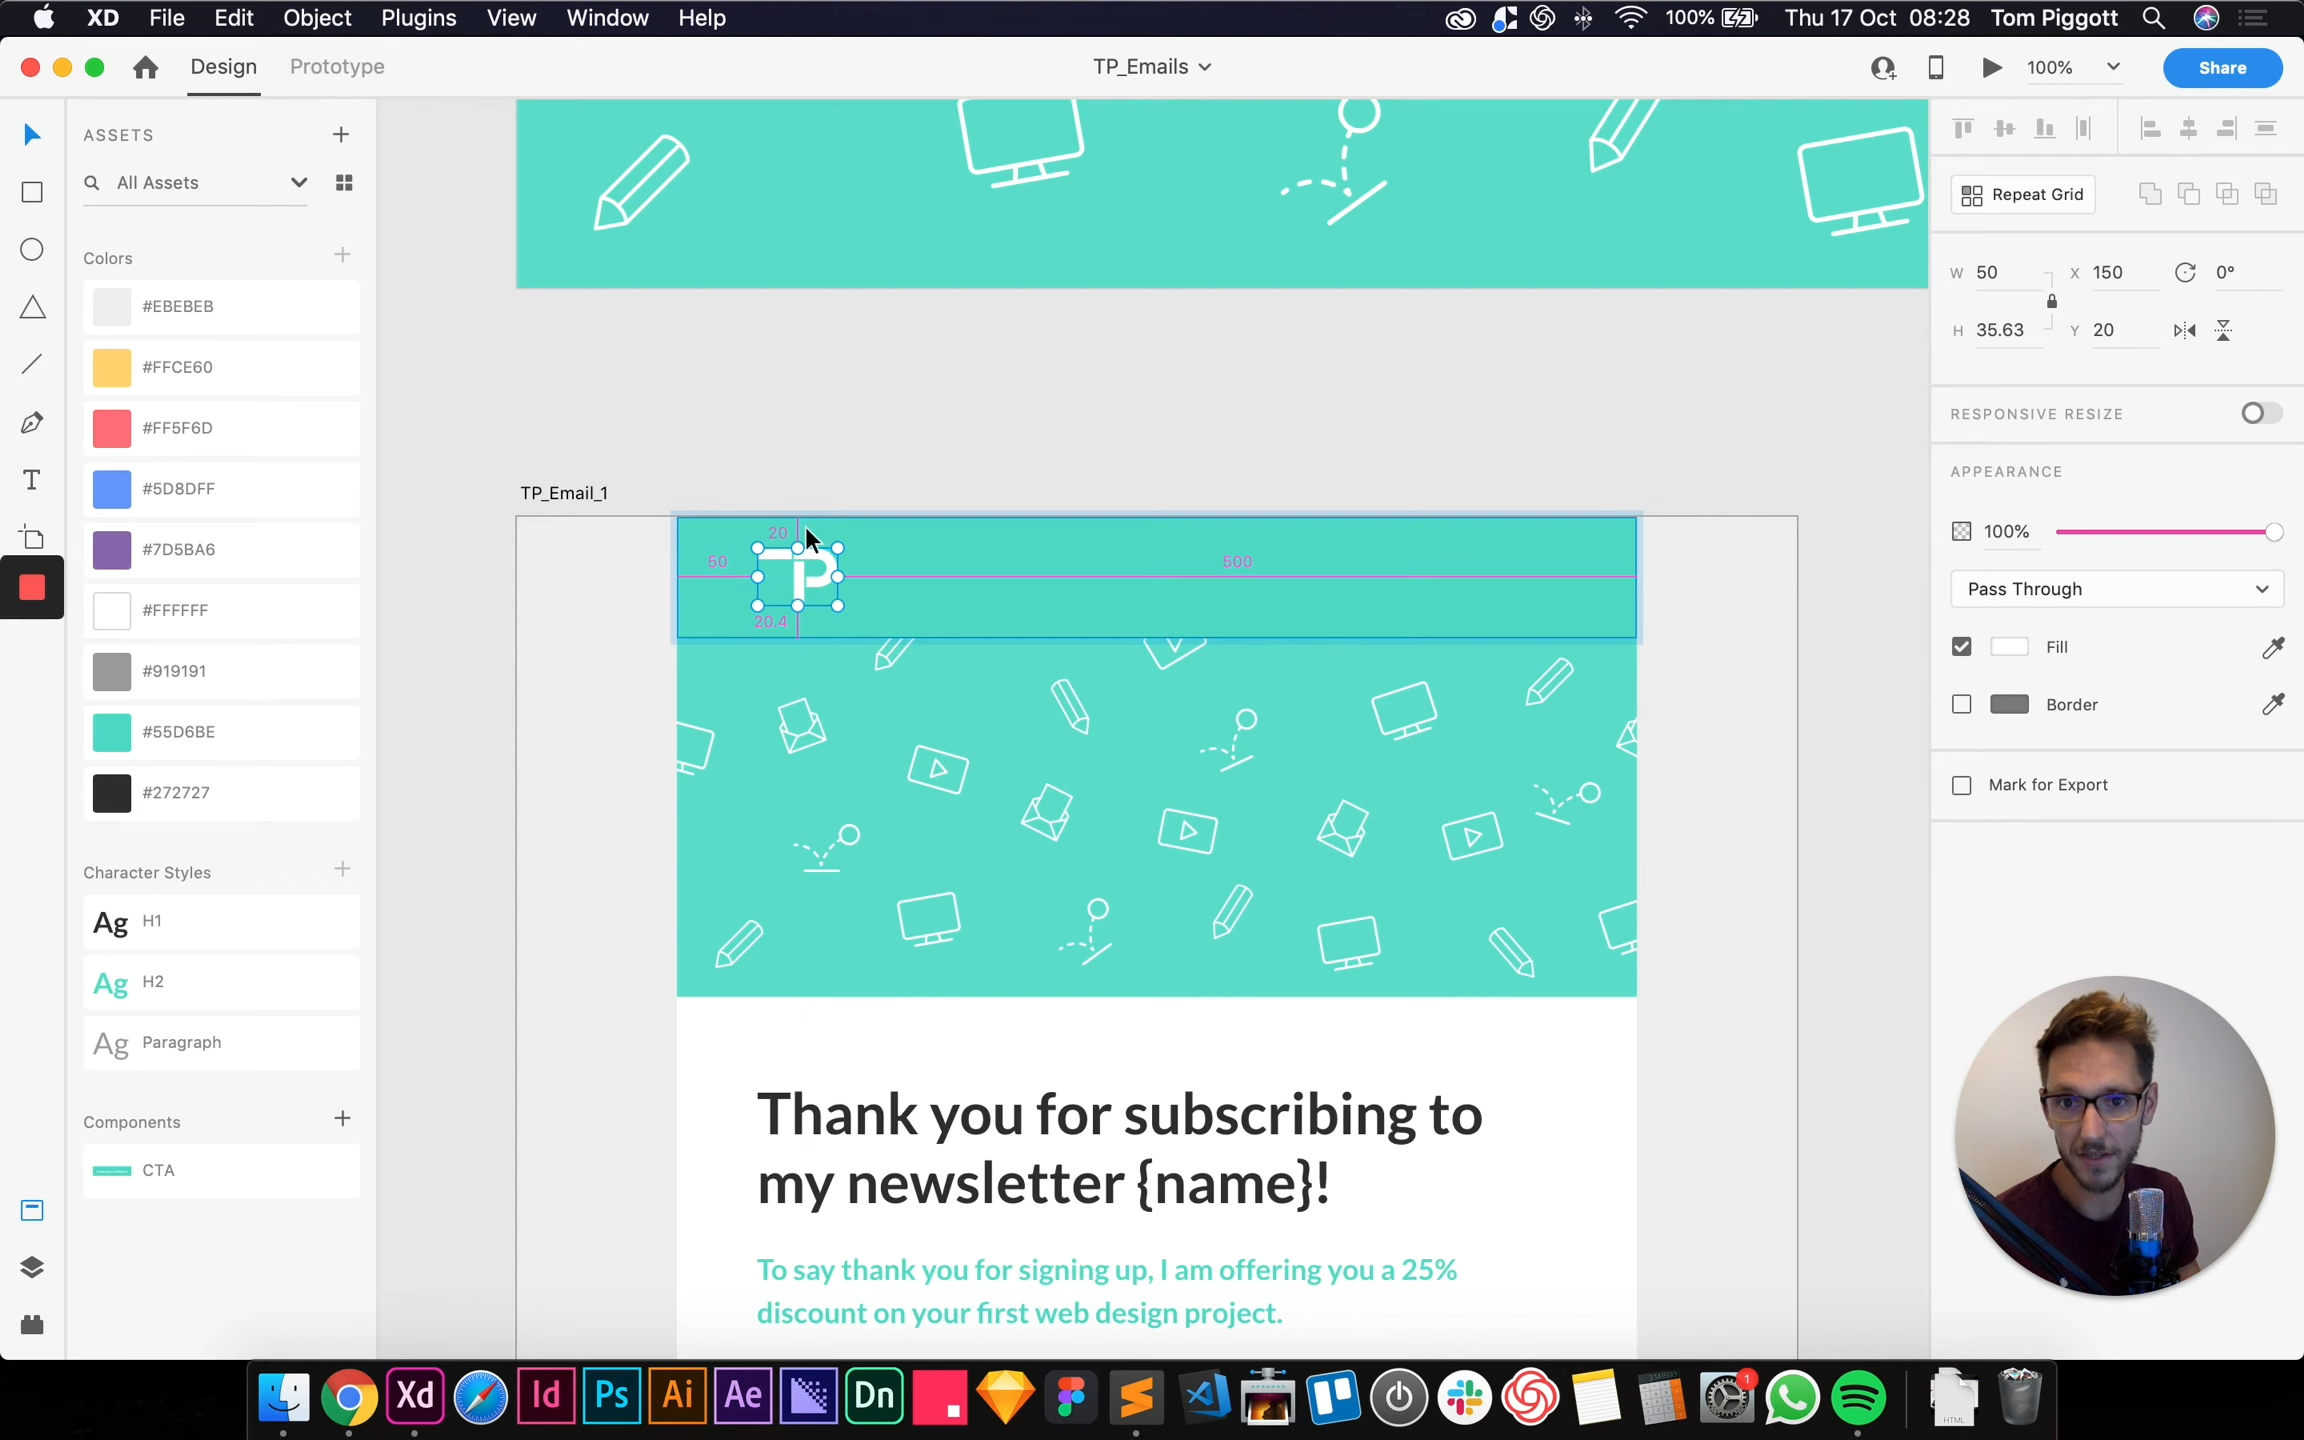 XD File Edit Object Plugins View Window Help 100% Thu 17 Oct 08:28 Tom Piggott
Design Prototype TP_Emails 100% Share
ASSETS
All Assets
Repeat Grid
Colors
#EBEBEB
#FFCE60
#FF5F6D
#5D8DFF
#7D5BA6
#FFFFFF
#919191
#55D6BE
#272727
Character Styles
Ag H1
Ag H2
Ag Paragraph
Components
CTA
TP_Email_1
20
50
500
20.4
TP
Thank you for subscribing to
my newsletter {name}!
To say thank you for signing up, I am offering you a 25%
discount on your first web design project.
W 50 X 150 0°
H 35.63 Y 20
RESPONSIVE RESIZE
APPEARANCE
100%
Pass Through
Fill
Border
Mark for Export
Xd Id Ps Ai Ae Dn 1 HTML